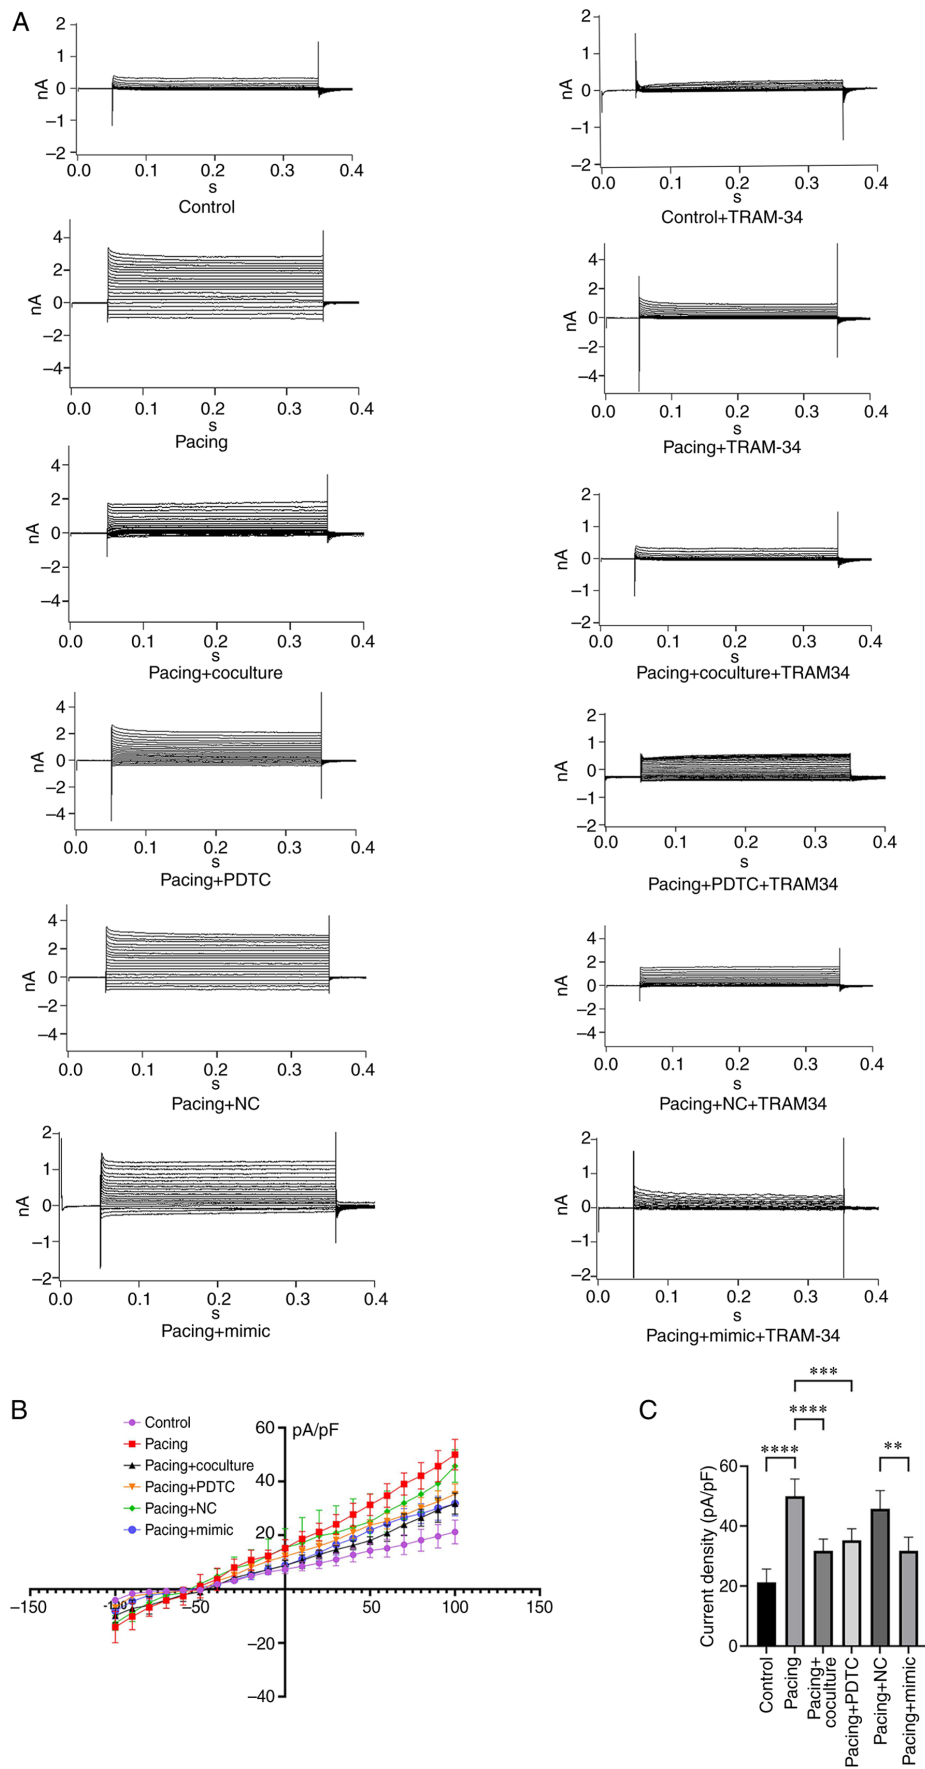 A
2
1
nA
0
−1
−2
0.0
0.1
0.2
0.3
0.4
s
Control
2
1
nA
0
−1
−2
0.0
0.1
0.2
0.3
0.4
s
Control+TRAM-34
4
2
nA
0
−2
−4
0.0
0.1
0.2
0.3
0.4
s
Pacing
4
2
nA
0
−2
−4
0.0
0.1
0.2
0.3
0.4
s
Pacing+TRAM-34
4
2
nA
0
−2
−4
0.0
0.1
0.2
0.3
0.4
s
Pacing+coculture
2
1
nA
0
−1
−2
0.0
0.1
0.2
0.3
0.4
s
Pacing+coculture+TRAM34
4
2
nA
0
−2
−4
0.0
0.1
0.2
0.3
0.4
s
Pacing+PDTC
2
1
nA
0
−1
−2
0.0
0.1
0.2
0.3
0.4
s
Pacing+PDTC+TRAM34
4
2
nA
0
−2
−4
0.0
0.1
0.2
0.3
0.4
s
Pacing+NC
4
2
nA
0
−2
−4
0.0
0.1
0.2
0.3
0.4
s
Pacing+NC+TRAM34
2
1
nA
0
−1
−2
0.0
0.1
0.2
0.3
0.4
s
Pacing+mimic
2
1
nA
0
−1
−2
0.0
0.1
0.2
0.3
0.4
s
Pacing+mimic+TRAM-34
B
Control
Pacing
Pacing+coculture
Pacing+PDTC
Pacing+NC
Pacing+mimic
pA/pF
60
40
20
−20
−40
−150
-100
−50
50
100
150
C
***
****
****
**
Current density (pA/pF)
60
40
20
0
Control
Pacing
Pacing+
coculture
Pacing+PDTC
Pacing+NC
Pacing+mimic